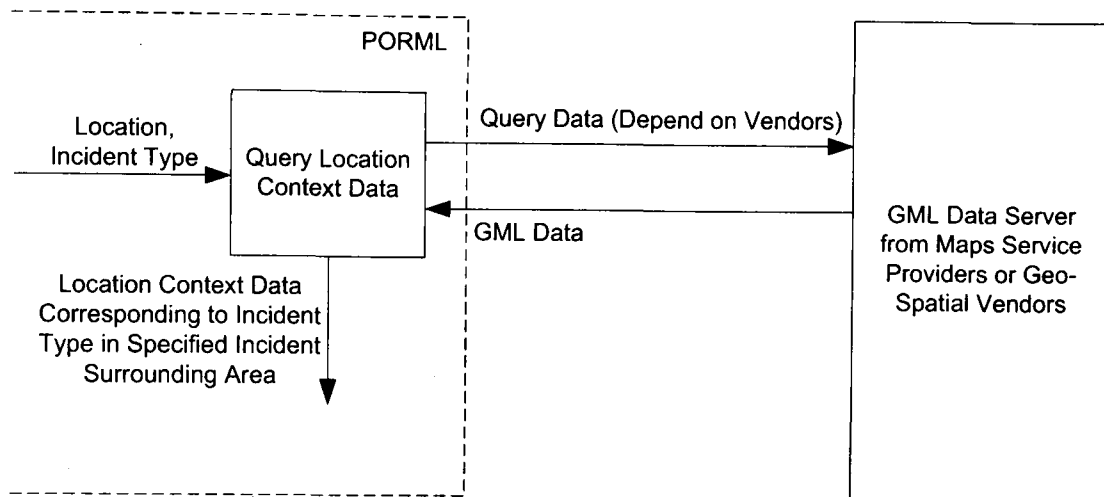 PORML
Location,
Incident Type
Query Location
Context Data
Query Data (Depend on Vendors)
GML Data
GML Data Server
from Maps Service
Providers or Geo-
Spatial Vendors
Location Context Data
Corresponding to Incident
Type in Specified Incident
Surrounding Area